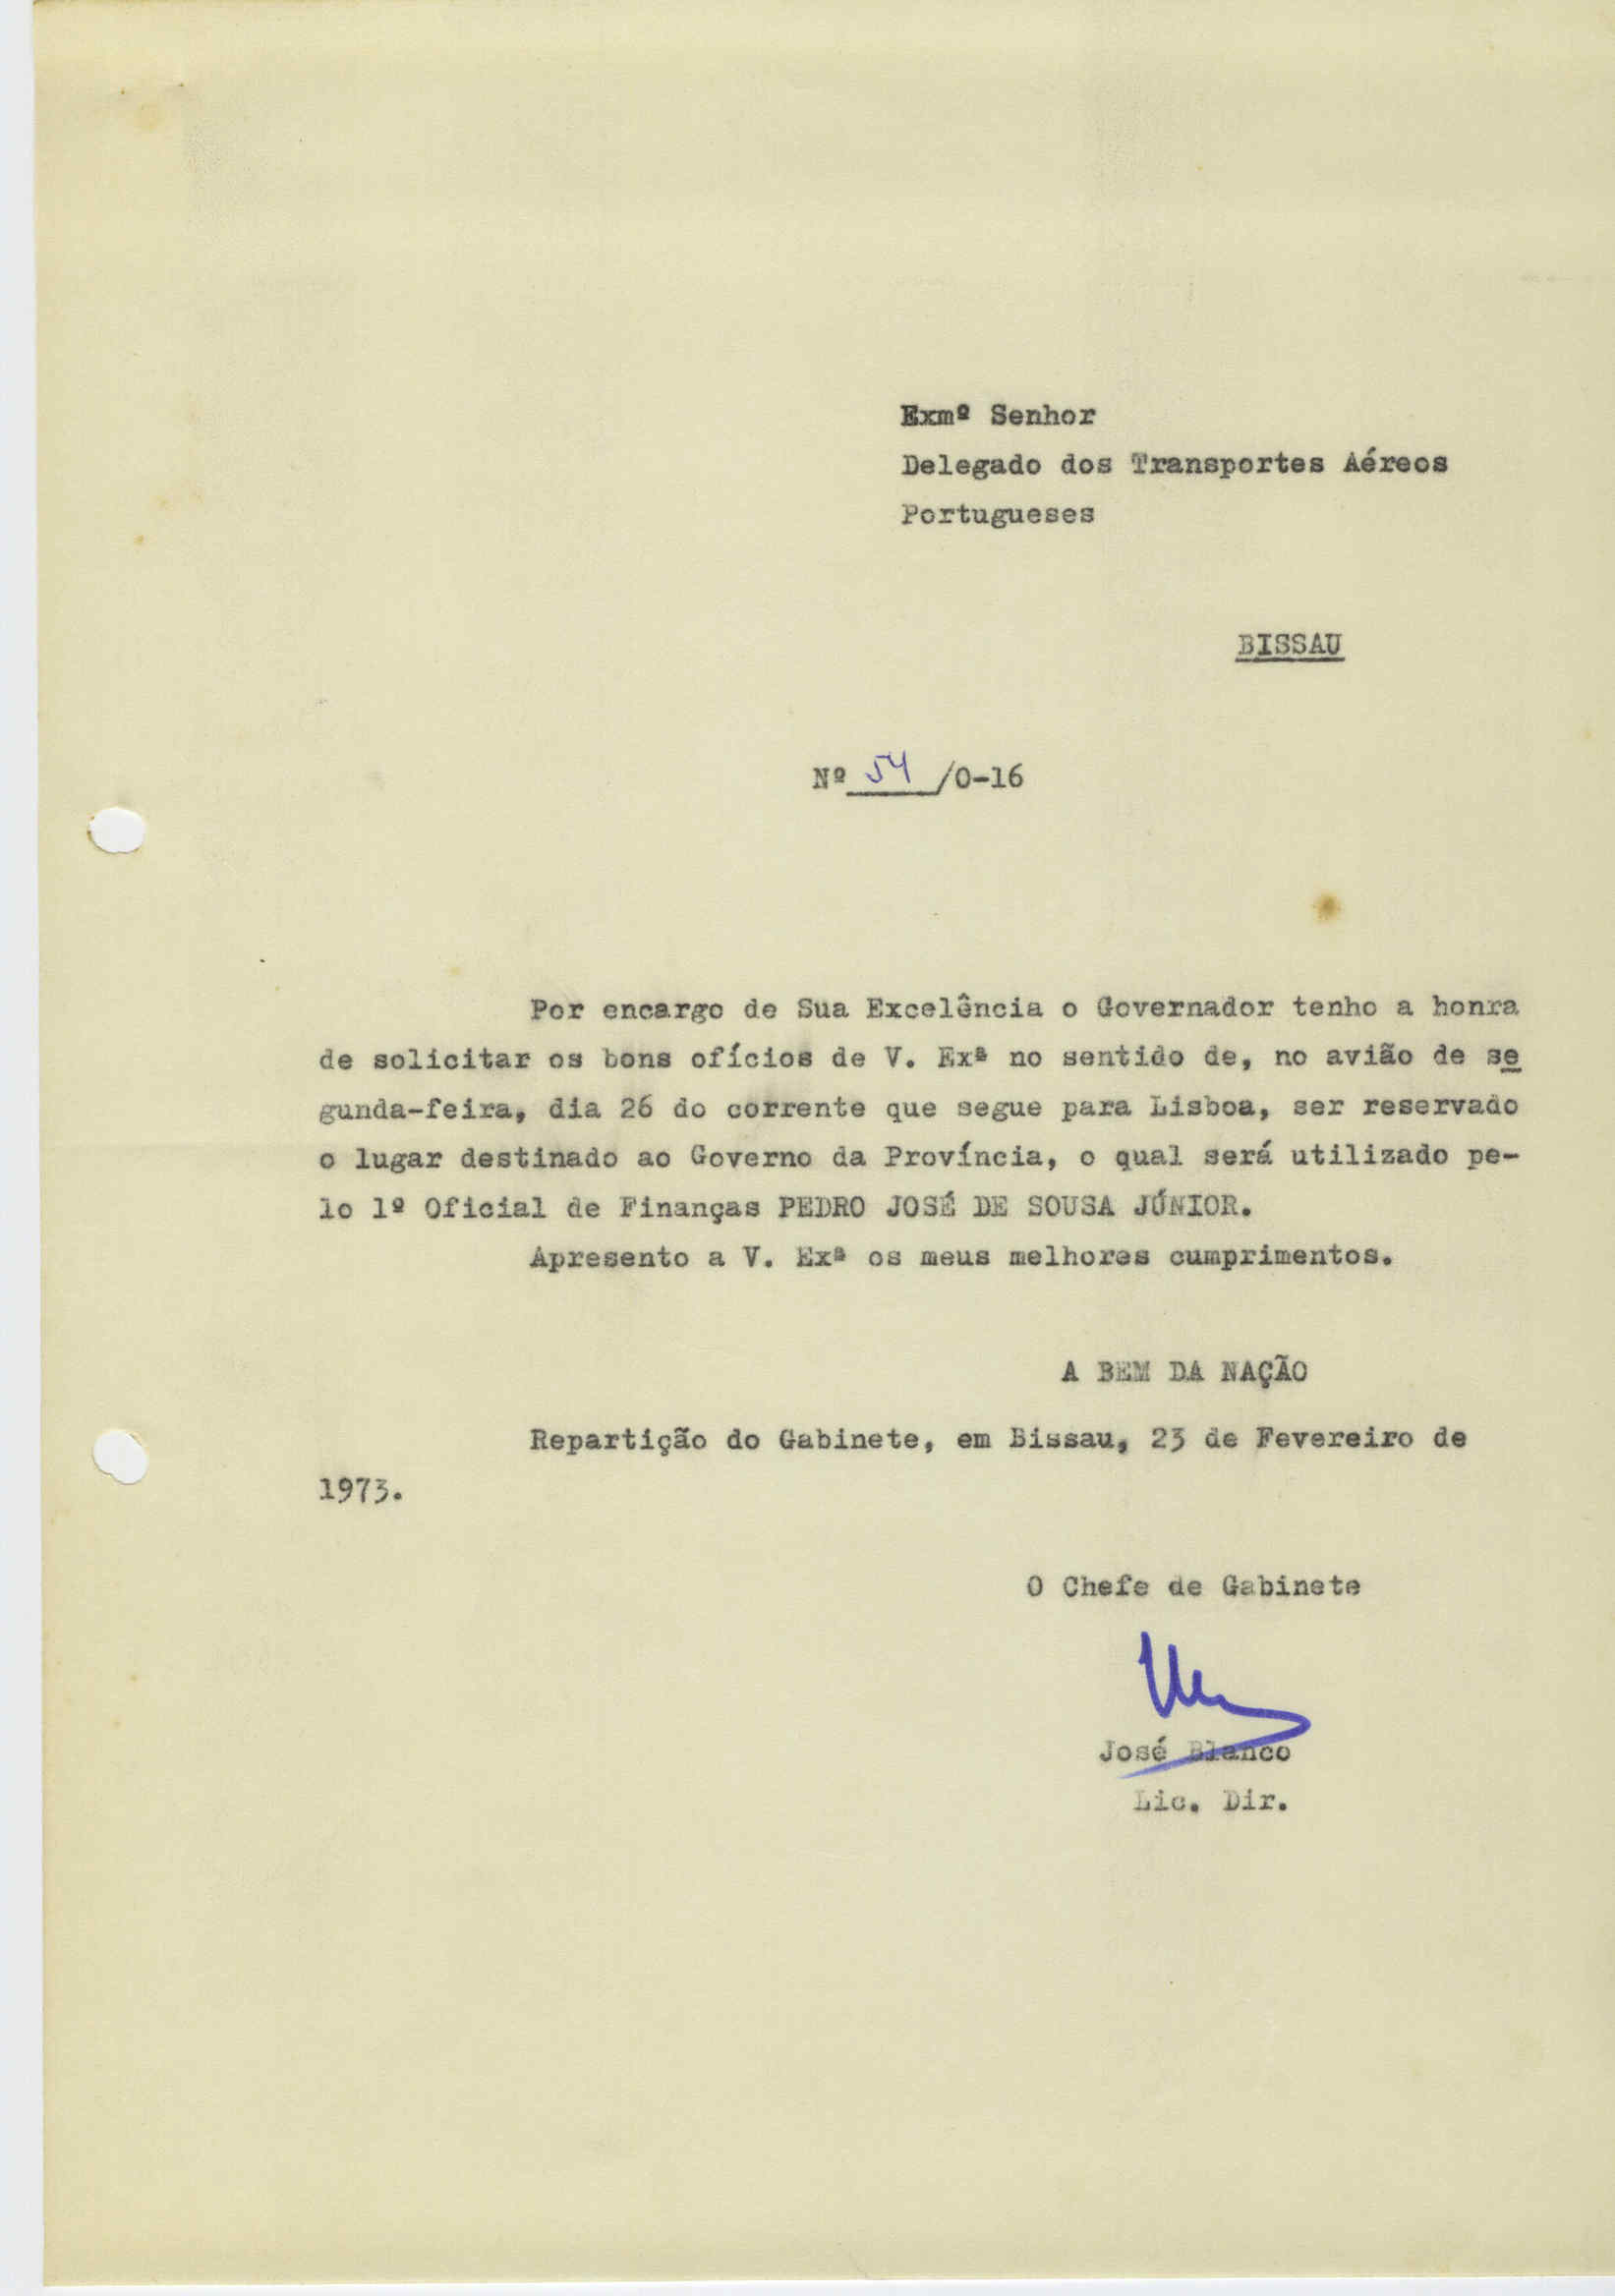 Exmº Senhor
Delegado dos Transportes Aéreos
Portugueses
BISSAU
Nº 54 /0-16
Por encargo de Sua Excelência o Governador tenho a honra
de solicitar os bons ofícios de V. Exª no sentido de, no avião de se
gunda-feira, dia 26 do corrente que segue para Lisboa, ser reservado
o lugar destinado ao Governo da Província, o qual será utilizado pe-
lo 1º Oficial de Finanças PEDRO JOSÉ DE SOUSA JÚNIOR.
Apresento a V. Exª os meus melhores cumprimentos.
A BEM DA NAÇÃO
Repartição do Gabinete, em Bissau, 23 de Fevereiro de
1973.
O Chefe de Gabinete
José Blanco
Lic. Dir.